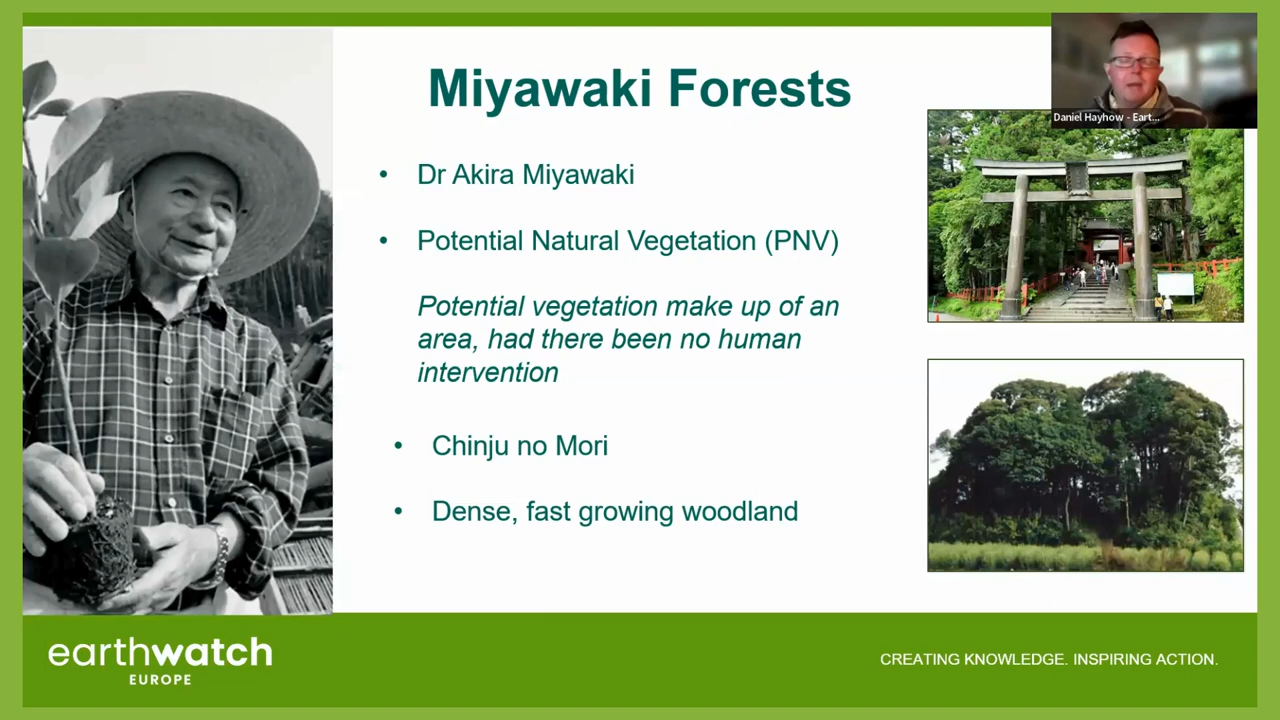 Miyawaki Forests
Daniel Hayhow - Eart...
• Dr Akira Miyawaki
• Potential Natural Vegetation (PNV)
Potential vegetation make up of an
area, had there been no human
intervention
• Chinju no Mori
• Dense, fast growing woodland
earthwatch
EUROPE
CREATING KNOWLEDGE. INSPIRING ACTION.